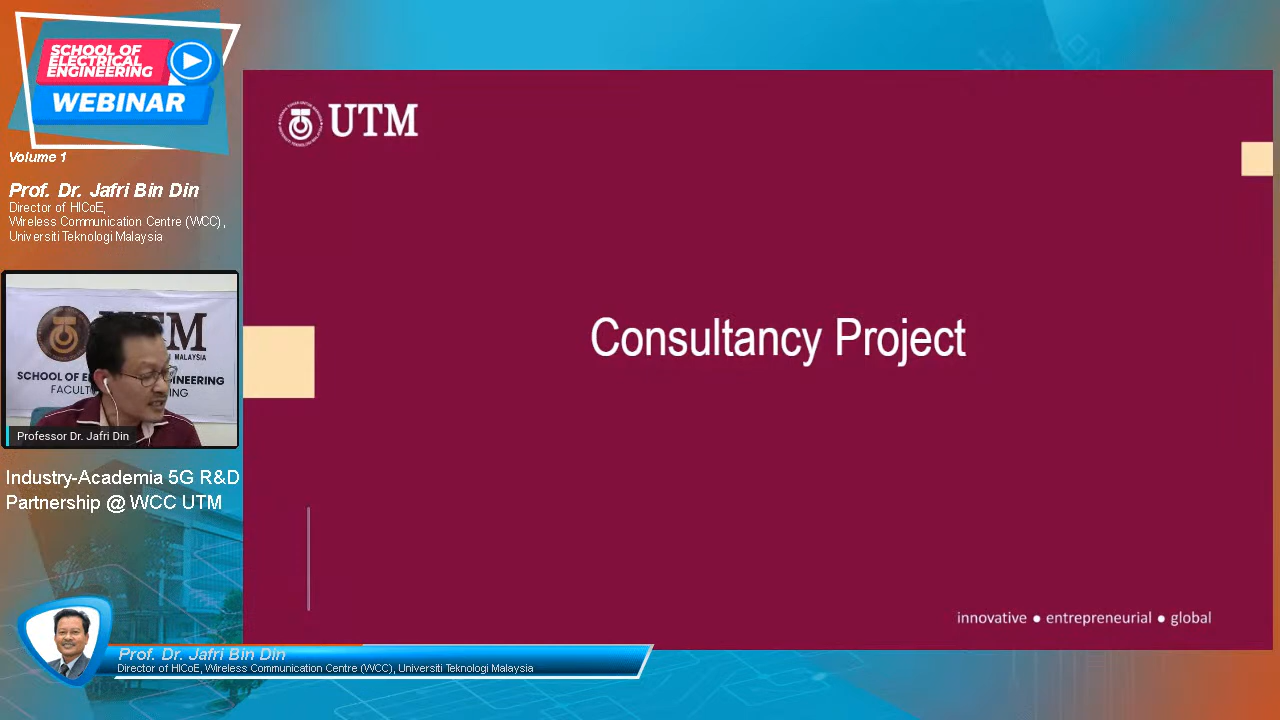 SCHOOL OF
ELECTRICAL
ENGINEERING
WEBINAR
Volume 1
Prof. Dr. Jafri Bin Din
Director of HICoE,
Wireless Communication Centre (WCC),
Universiti Teknologi Malaysia
UTM
MALAYSIA
SCHOOL OF E ENGINEERING
FACULT
Professor Dr. Jafri Din
Industry-Academia 5G R&D
Partnership @ WCC UTM
UTM
Consultancy Project
innovative ● entrepreneurial ● global
Prof. Dr. Jafri Bin Din
Director of HICoE, Wireless Communication Centre (WCC), Universiti Teknologi Malaysia